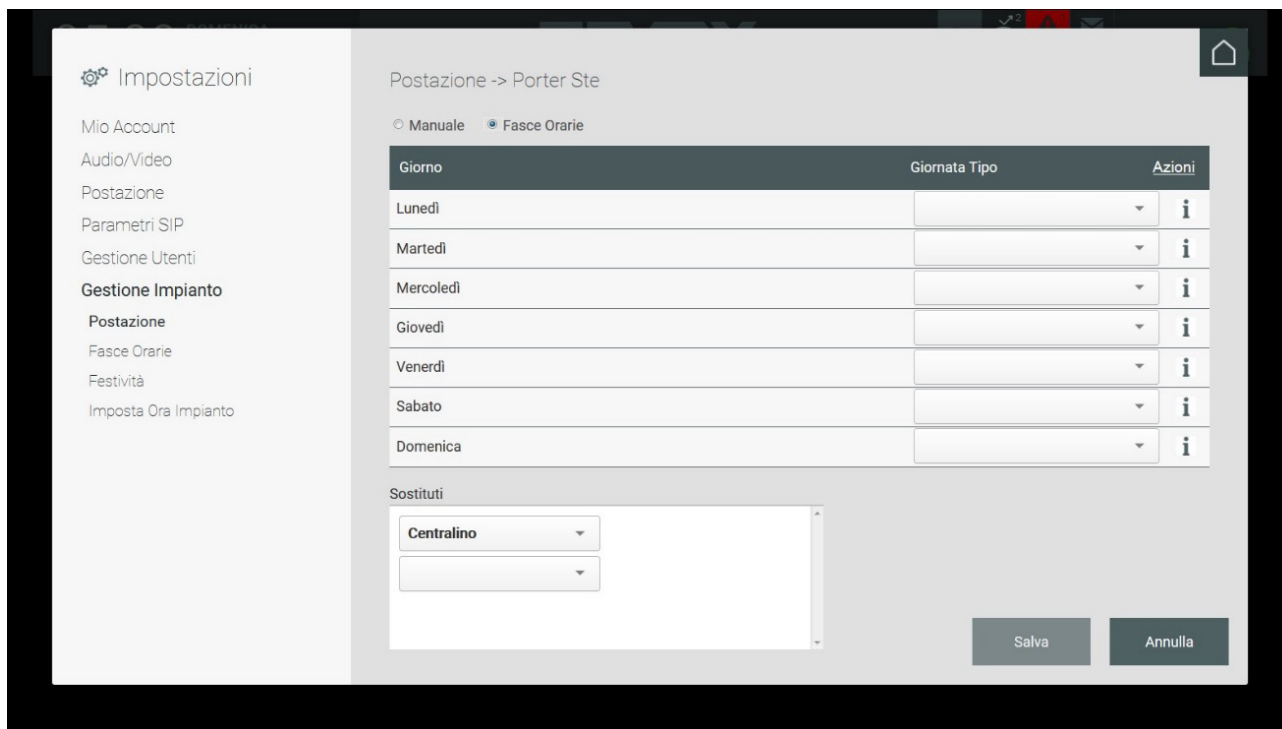 Impostazioni
Mio Account
Audio/Video
Postazione
Parametri SIP
Gestione Utenti
Gestione Impianto
Postazione
Fasce Orarie
Festività
Imposta Ora Impianto
Postazione -> Porter Ste
Manuale Fasce Orarie
Giorno Giornata Tipo Azioni
Lunedì
Martedì
Mercoledì
Giovedì
Venerdì
Sabato
Domenica
Sostituti
Centralino
Salva Annulla